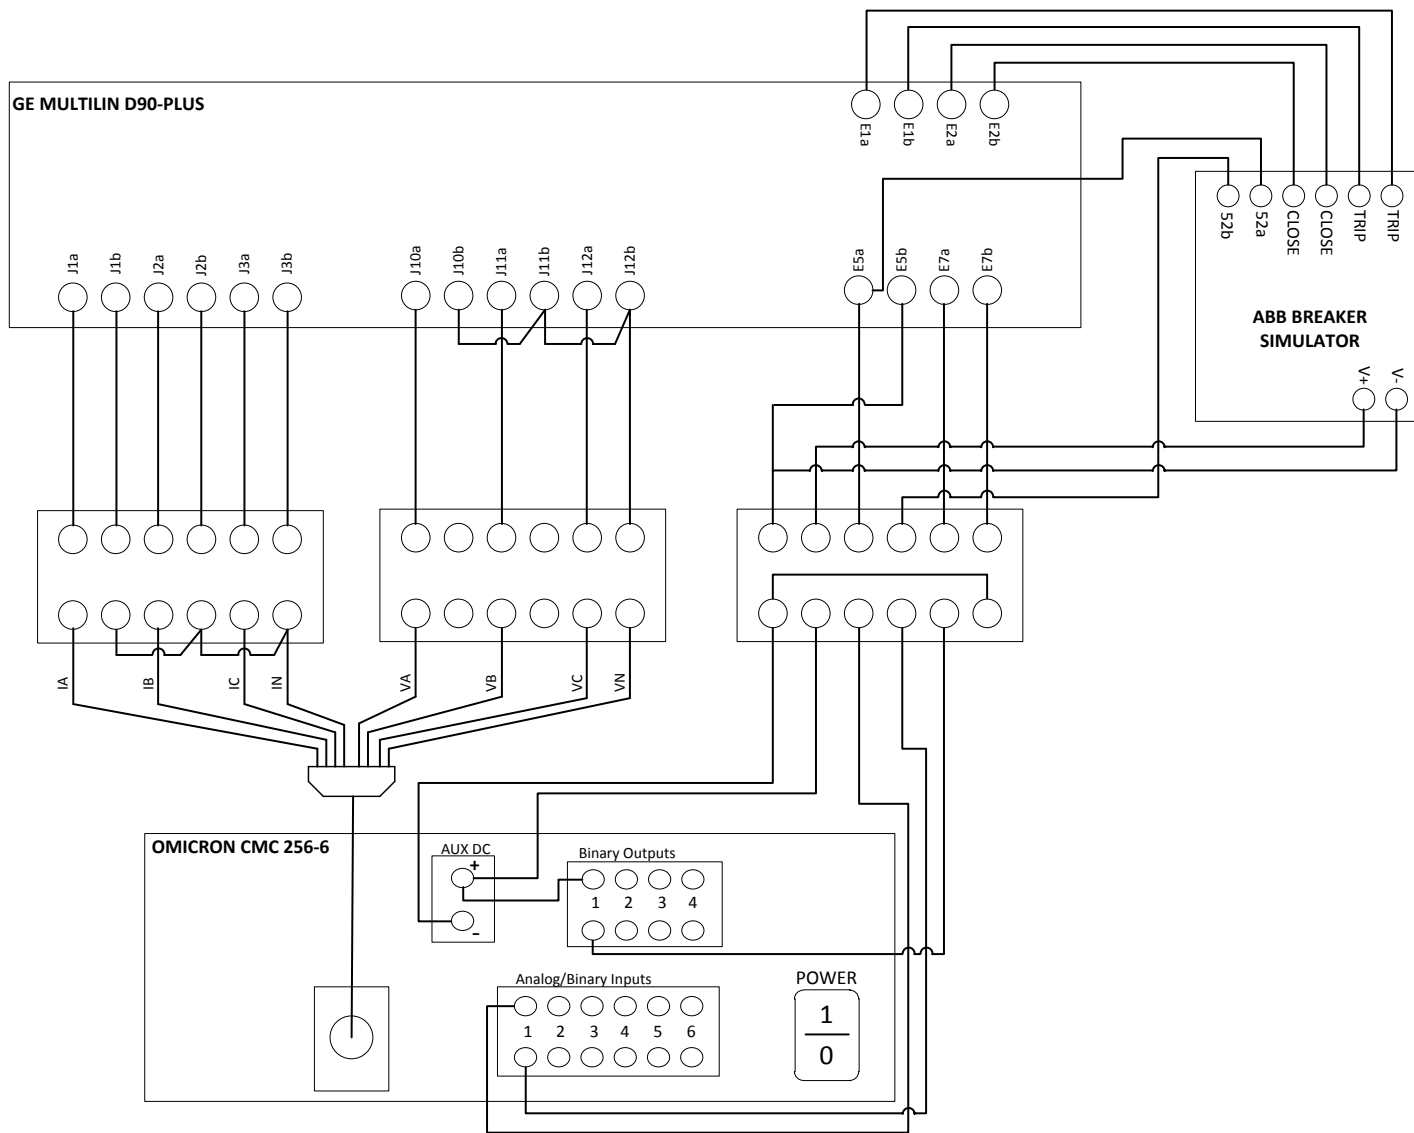 GE MULTILIN D90-PLUS
E1a
E1b
E2a
E2b
52b
52a
CLOSE
CLOSE
TRIP
TRIP
J1a
J1b
J2a
J2b
J3a
J3b
J10a
J10b
J11a
J11b
J12a
J12b
E5a
E5b
E7a
E7b
ABB BREAKER
SIMULATOR
V+
V-
IA
IB
IC
IN
VA
VB
VC
VN
OMICRON CMC 256-6
AUX DC
+
-
Binary Outputs
1 2 3 4
Analog/Binary Inputs
1 2 3 4 5 6
POWER
1
0